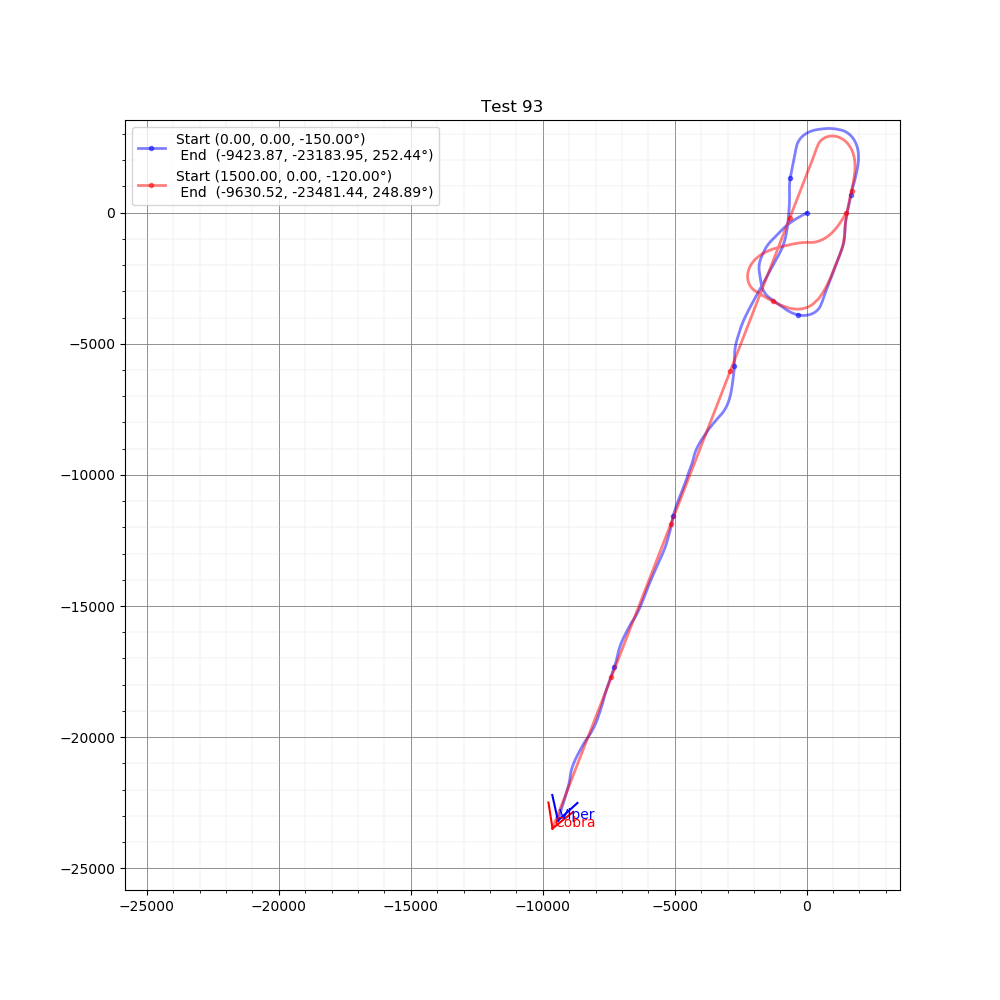 Test 93
Start (0.00, 0.00, -150.00°)
End (-9423.87, -23183.95, 252.44°)
Start (1500.00, 0.00, -120.00°)
End (-9630.52, -23481.44, 248.89°)
0
−5000
−10000
−15000
−20000
−25000
Viper
Cobra
−25000 −20000 −15000 −10000 −5000 0